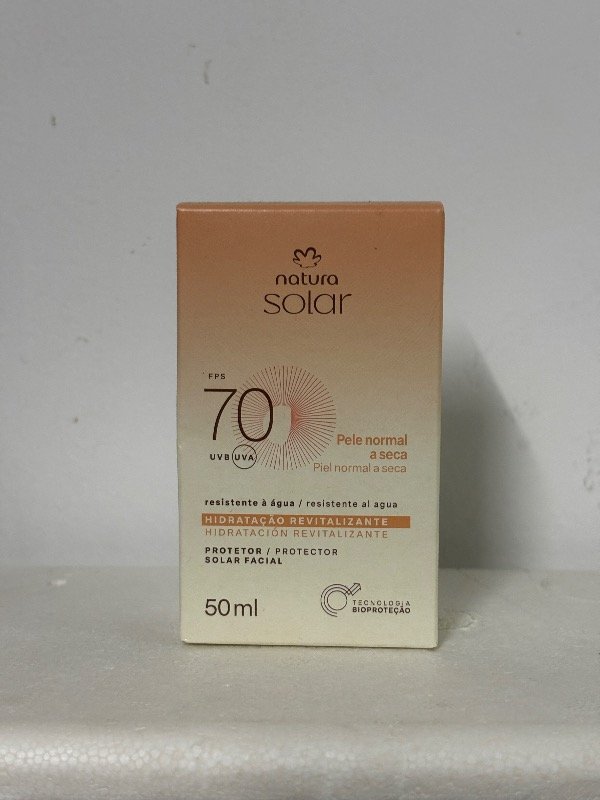 natura
solar
FPS
70
UVB UVA
Pele normal
a seca
Piel normal a seca
resistente à água / resistente al agua
HIDRATAÇÃO REVITALIZANTE
HIDRATACIÓN REVITALIZANTE
PROTETOR / PROTECTOR
SOLAR FACIAL
50ml
TECNOLOGIA
BIOPROTEÇÃO